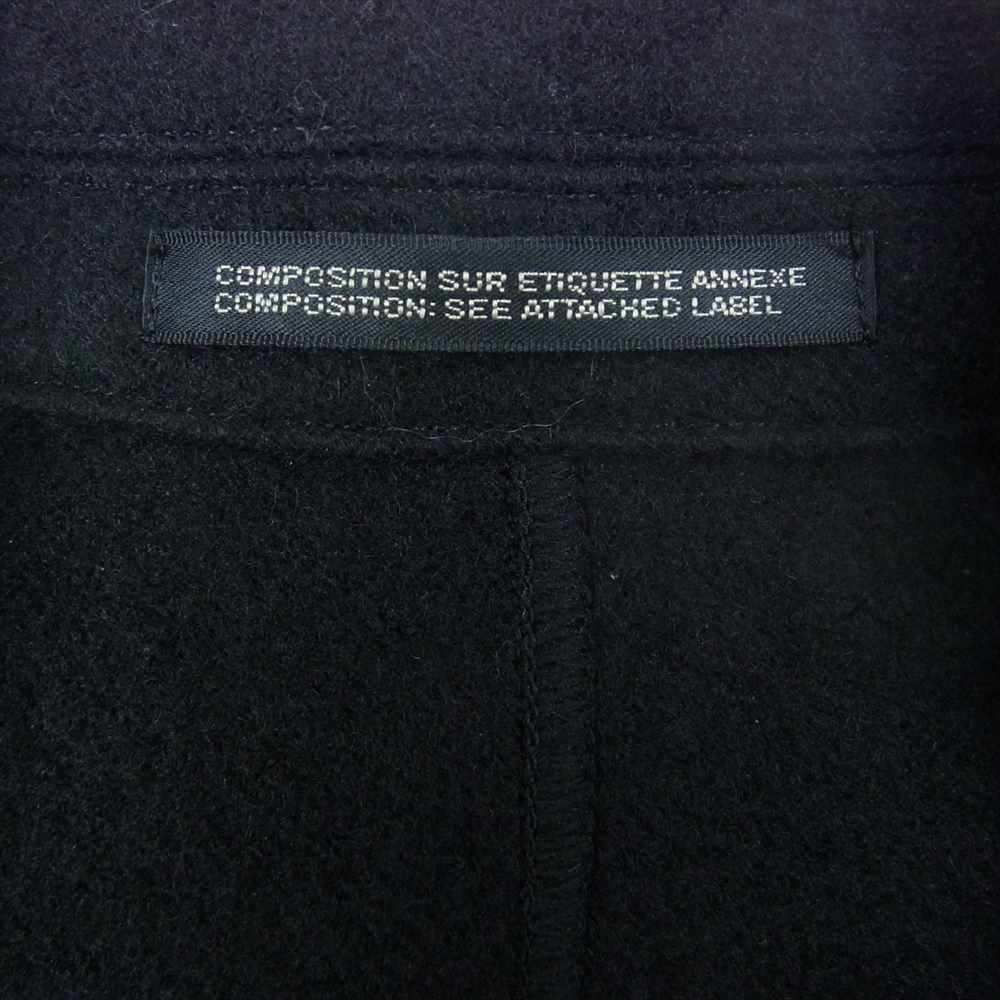 COMPOSITION SUR ETIQUETTE ANNEXE
COMPOSITION: SEE ATTACHED LABEL